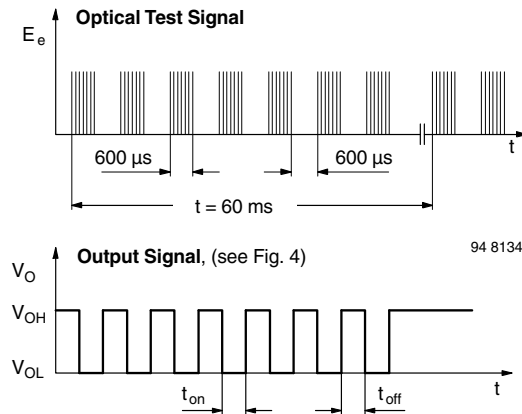 Optical Test Signal
E e
t
600 µs
600 µs
t = 60 ms
94 8134
Output Signal, (see Fig. 4)
V O
V OH
V OL
t
t on
t off